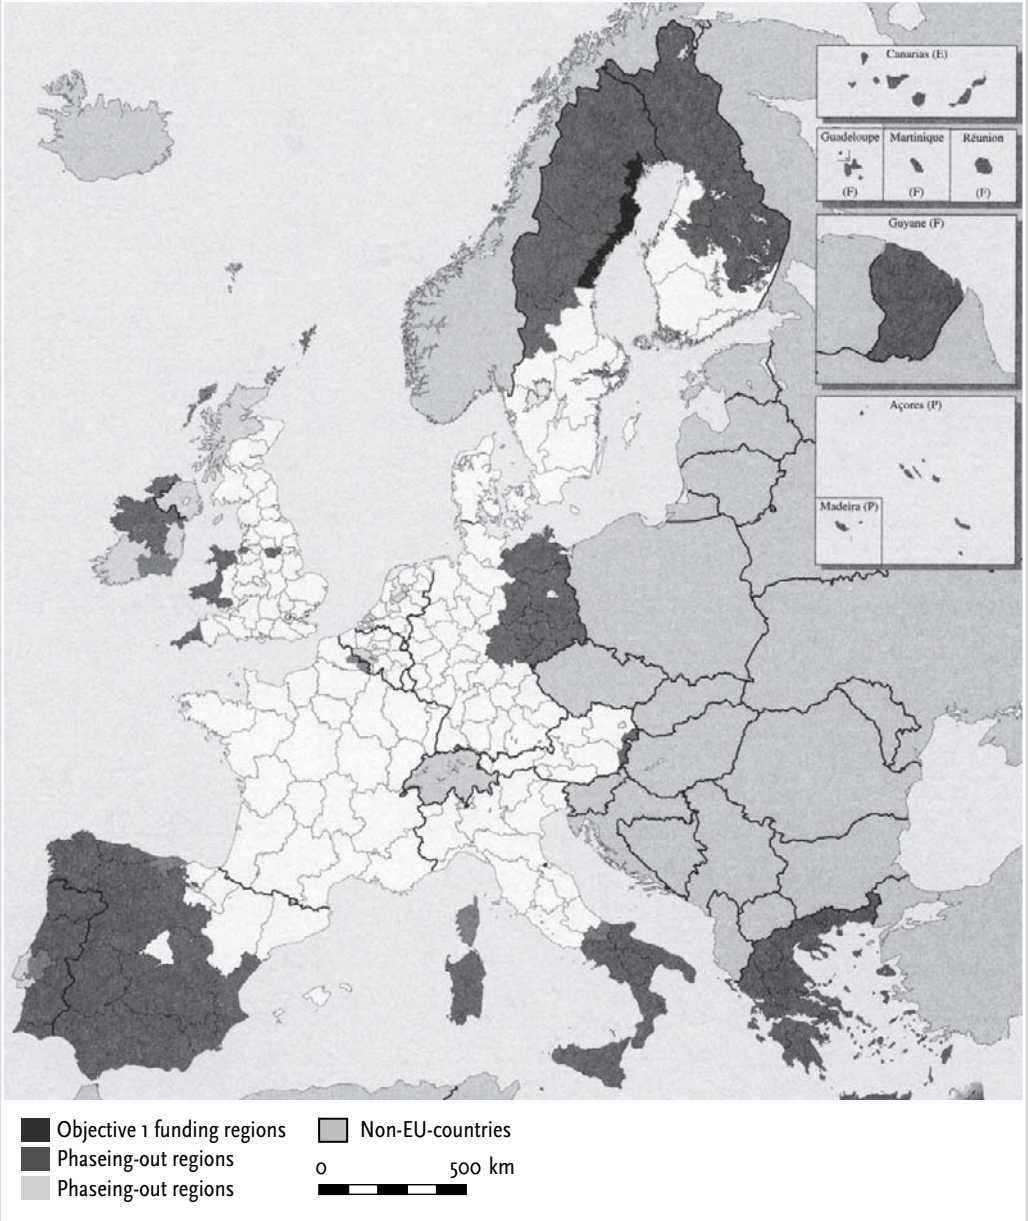 Canarias (E)
Guadeloupe Martinique Réunion
(F) (F) (F)
Guyane (F)
Açores (P)
Madeira (P)
Objective 1 funding regions
Phaseing-out regions
Phaseing-out regions
Non-EU-countries
0 500 km